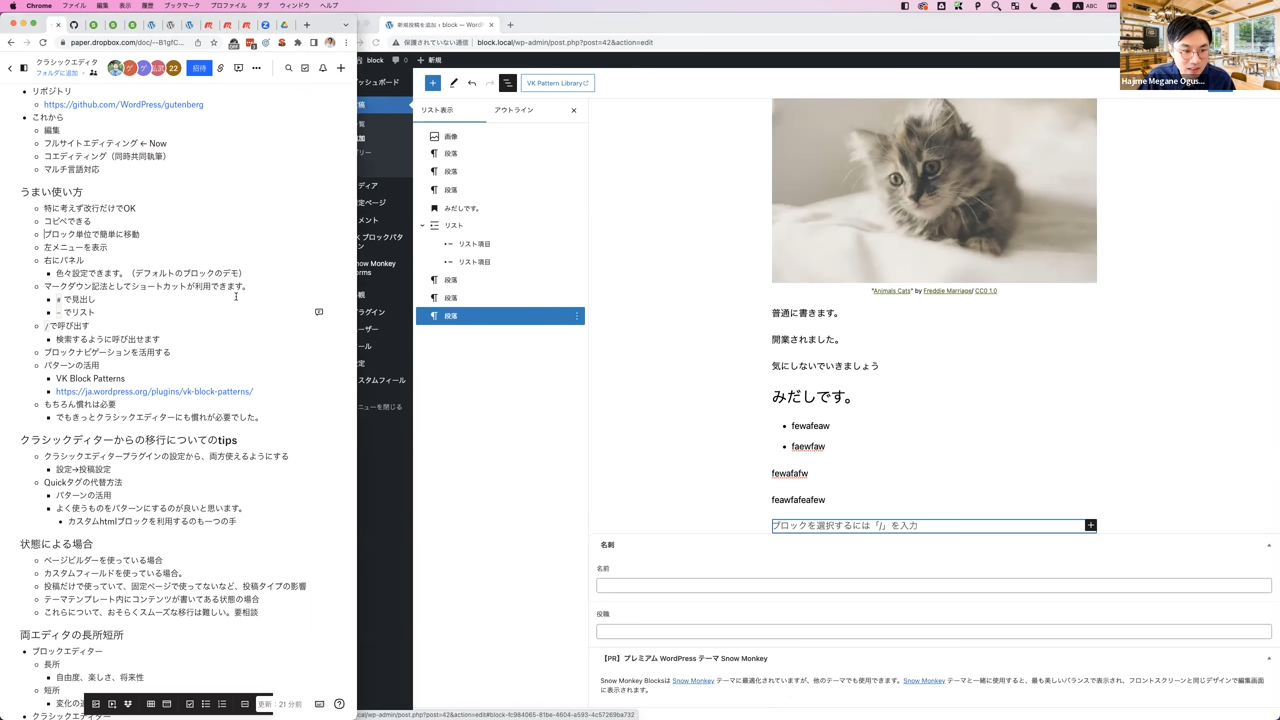 Chrome ファイル 編集 表示 履歴 ブックマーク プロファイル タブ ウィンドウ ヘルプ
ABC
paper.dropbox.com/doc/--B1gfC...
クラシックエディタ
フォルダに追加
22
招待
リポジトリ
https://github.com/WordPress/gutenberg
これから
編集
フルサイトエディティング ← Now
コエディティング（同時共同執筆）
マルチ言語対応
うまい使い方
特に考えず改行だけでOK
コピペできる
ブロック単位で簡単に移動
左メニューを表示
右にパネル
色々設定できます。（デフォルトのブロックのデモ）
マークダウン記法としてショートカットが利用できます。
# で見出し
- でリスト
/ で呼び出す
検索するように呼び出せます
ブロックナビゲーションを活用する
パターンの活用
VK Block Patterns
https://ja.wordpress.org/plugins/vk-block-patterns/
もちろん慣れは必要
でもきっとクラシックエディターにも慣れが必要でした。
クラシックディターからの移行についてのtips
クラシックエディタープラグインの設定から、両方使えるようにする
設定→投稿設定
Quickタグの代替方法
パターンの活用
よく使うものをパターンにするのが良いと思います。
カスタムhtmlブロックを利用するのも一つの手
状態による場合
ページビルダーを使っている場合
カスタムフィールドを使っている場合。
投稿だけで使っていて、固定ページで使ってないなど、投稿タイプの影響
テーマテンプレート内にコンテンツが書いてある状態の場合
これらについて、おそらくスムーズな移行は難しい。要相談
両エディタの長所短所
ブロックエディター
長所
自由度、楽しさ、将来性
短所
変化の
クラシックエディター
更新：21 分前
新規投稿を追加 ‹ block — WordP
保護されていない通信 block.local/wp-admin/post.php?post=42&action=edit
block 0 新規
ッシュボード
稿
覧
加
リー
ディア
定ページ
メント
K ブロックパタ
ン
now Monkey
rms
観
ラグイン
ーザー
ール
定
スタムフィール
ニューを閉じる
VK Pattern Library
リスト表示 アウトライン
画像
段落
段落
段落
みだしです。
リスト
リスト項目
リスト項目
段落
段落
段落
"Animals Cats" by Freddie Marriage/ CC0 1.0
普通に書きます。
開業されました。
気にしないでいきましょう
みだしです。
fewafeaw
faewfaw
fewafafw
feawfafeafew
ブロックを選択するには「/」を入力
名刺
名前
役職
【PR】プレミアム WordPress テーマ Snow Monkey
Snow Monkey Blocksは Snow Monkey テーマに最適化されていますが、他のテーマでも使用できます。Snow Monkey テーマと一緒に使用すると、最も美しいバランスで表示され、フロントスクリーンと同じデザインで編集画面
に表示されます。
cal/wp-admin/post.php?post=42&action=edit#block-fc984065-81be-4604-a593-4c57269ba732
Hajime Megane Ogus...